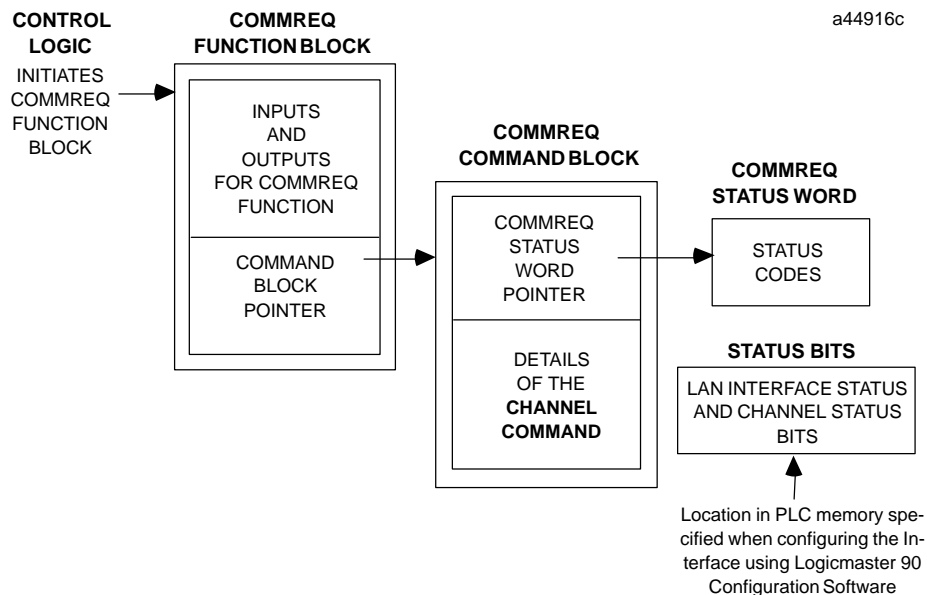 CONTROL
LOGIC
INITIATES
COMMREQ
FUNCTION
BLOCK
COMMREQ
FUNCTION BLOCK
INPUTS
AND
OUTPUTS
FOR COMMREQ
FUNCTION
COMMAND
BLOCK
POINTER
COMMREQ
COMMAND BLOCK
COMMREQ
STATUS
WORD
POINTER
DETAILS
OF THE
CHANNEL
COMMAND
a44916c
COMMREQ
STATUS WORD
STATUS
CODES
STATUS BITS
LAN INTERFACE STATUS
AND CHANNEL STATUS
BITS
Location in PLC memory spe-
cified when configuring the In-
terface using Logicmaster 90
Configuration Software